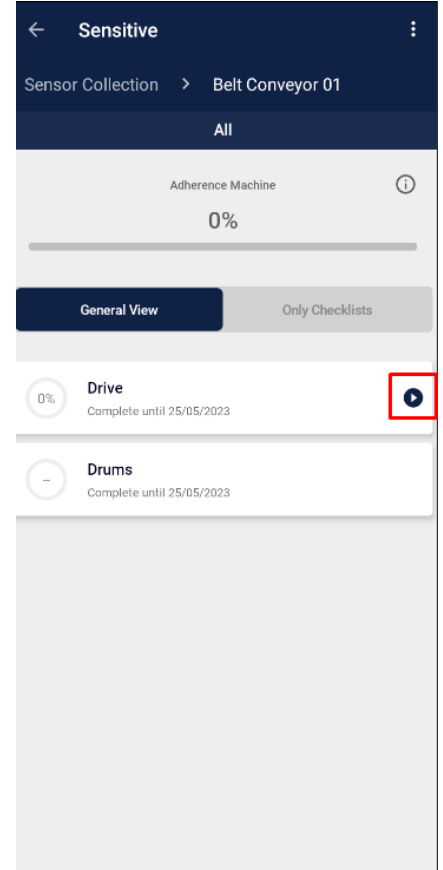 Sensitive
Sensor Collection > Belt Conveyor 01
All
Adherence Machine
0%
General View Only Checklists
0% Drive
Complete until 25/05/2023
– Drums
Complete until 25/05/2023